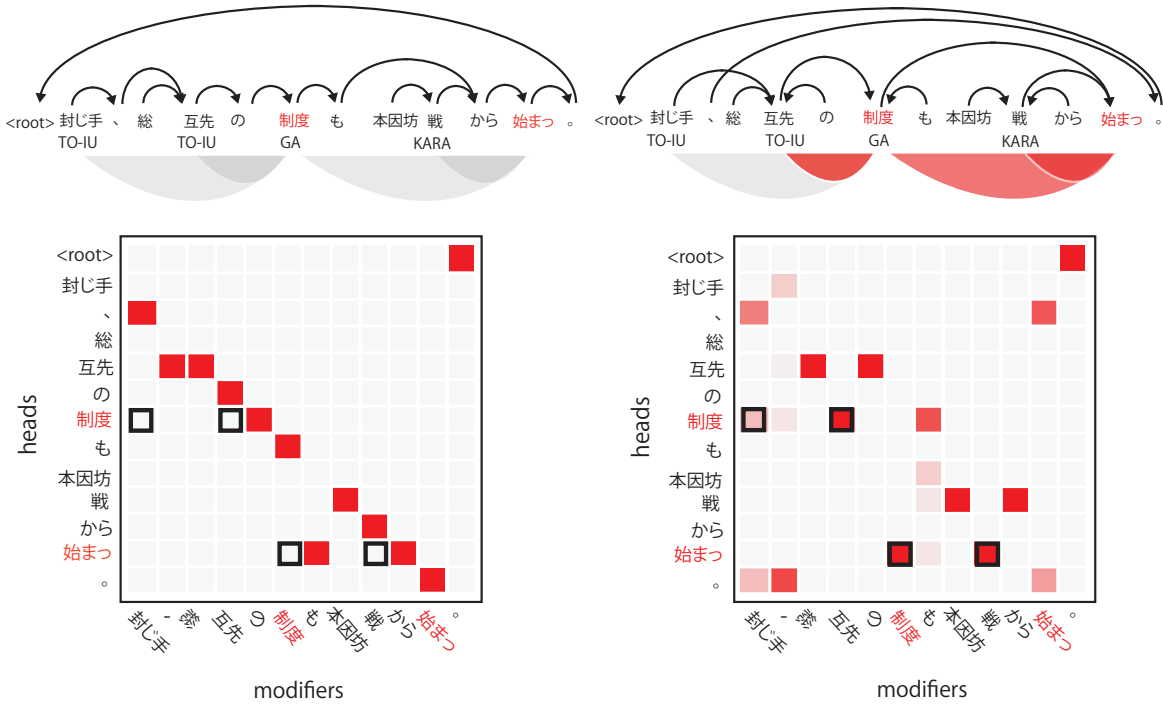 <root> 封じ手 、 総 互先 の 制度 も 本因坊 戦 から 始まっ 。
TO-IU TO-IU GA KARA
<root> 封じ手 、 総 互先 の 制度 も 本因坊 戦 から 始まっ 。
TO-IU TO-IU GA KARA
heads
<root>
封じ手
、
総
互先
の
制度
も
本因坊
戦
から
始まっ
。
封じ手 、 総 互先 の 制度 も 本因坊 戦 から 始まっ 。
modifiers
heads
<root>
封じ手
、
総
互先
の
制度
も
本因坊
戦
から
始まっ
。
封じ手 、 総 互先 の 制度 も 本因坊 戦 から 始まっ 。
modifiers